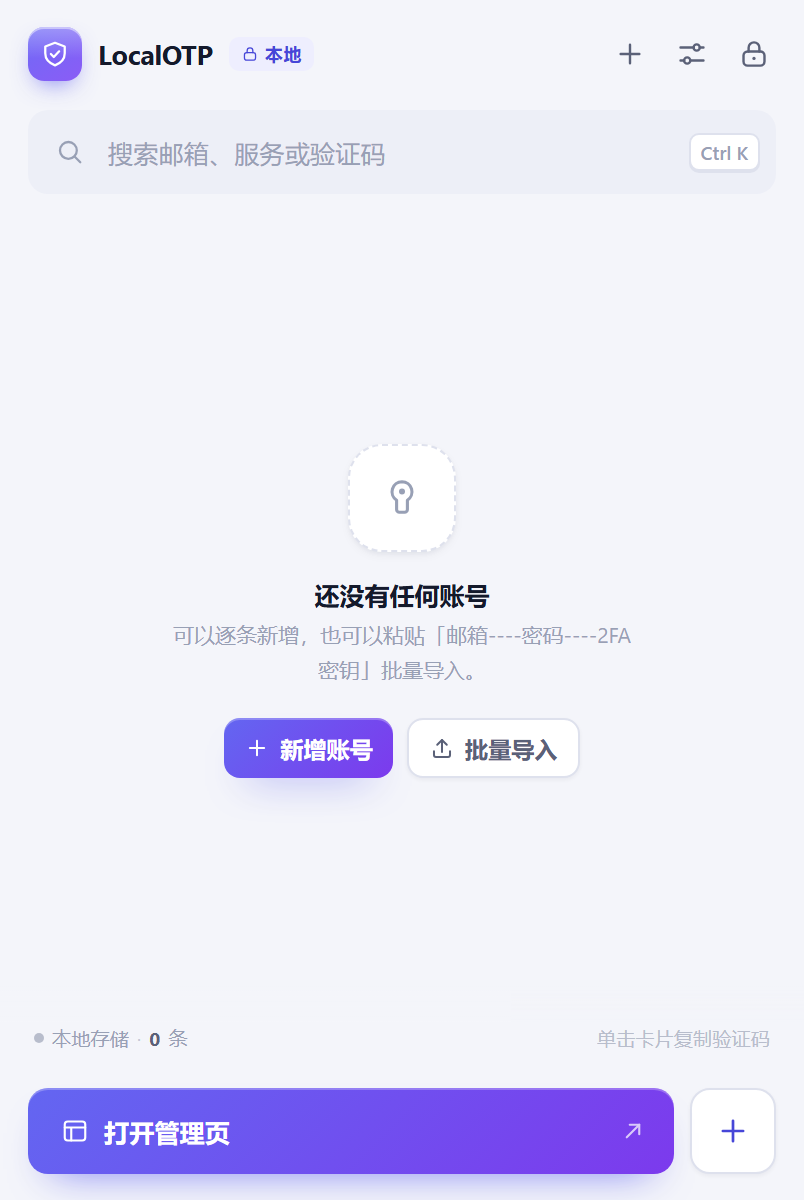 LocalOTP 本地
搜索邮箱、服务或验证码 Ctrl K
还没有任何账号
可以逐条新增，也可以粘贴「邮箱----密码----2FA
密钥」批量导入。
新增账号 批量导入
本地存储 · 0 条 单击卡片复制验证码
打开管理页